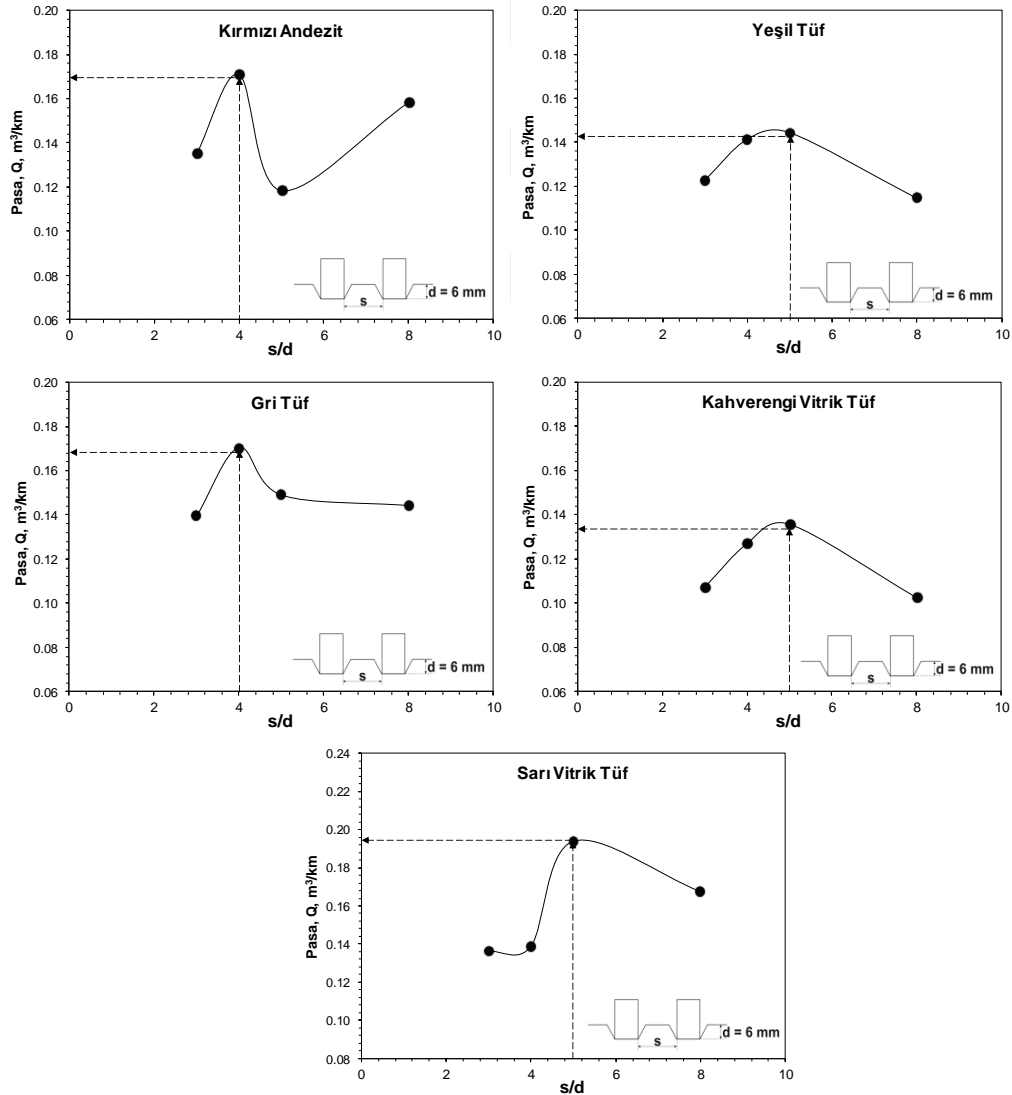 Kırmızı Andezit
Pasa, Q, m³/km
0.20
0.18
0.16
0.14
0.12
0.10
0.08
0.06
s
d = 6 mm
0
2
4
6
8
10
s/d
Yeşil Tüf
Pasa, Q, m³/km
0.20
0.18
0.16
0.14
0.12
0.10
0.08
0.06
s
d = 6 mm
0
2
4
6
8
10
s/d
Gri Tüf
Pasa, Q, m³/km
0.20
0.18
0.16
0.14
0.12
0.10
0.08
0.06
s
d = 6 mm
0
2
4
6
8
10
s/d
Kahverengi Vitrik Tüf
Pasa, Q, m³/km
0.20
0.18
0.16
0.14
0.12
0.10
0.08
0.06
s
d = 6 mm
0
2
4
6
8
10
s/d
Sarı Vitrik Tüf
Pasa, Q, m³/km
0.24
0.22
0.20
0.18
0.16
0.14
0.12
0.10
0.08
s
d = 6 mm
0
2
4
6
8
10
s/d